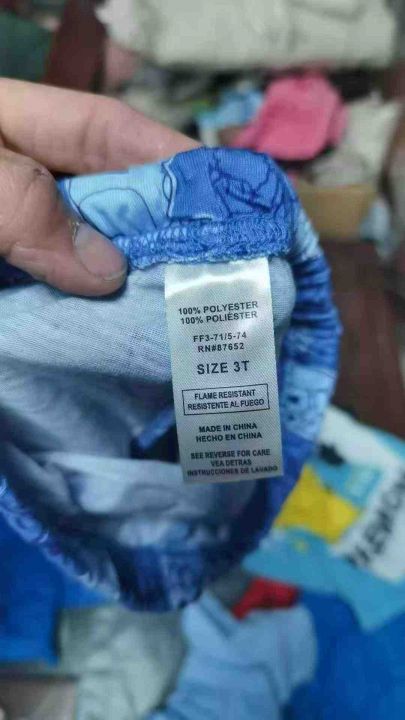 100% POLYESTER
100% POLIÉSTER
FF3-71/5-74
RN#87652
SIZE 3T
FLAME RESISTANT
RESISTENTE AL FUEGO
MADE IN CHINA
HECHO EN CHINA
SEE REVERSE FOR CARE
VEA DETRAS
INSTRUCCIONES DE LAVADO